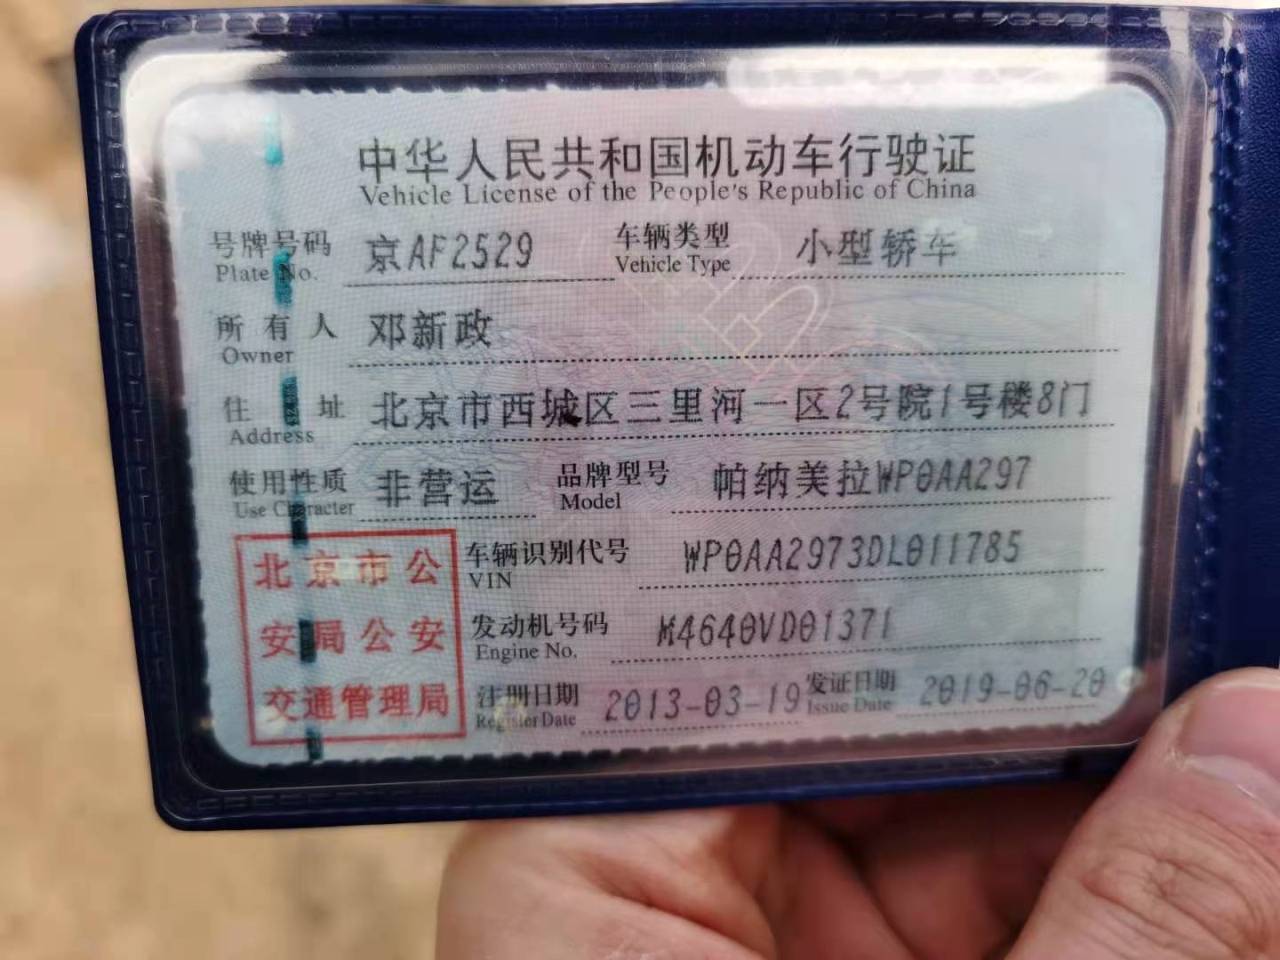 中华人民共和国机动车行驶证
Vehicle License of the People's Republic of China
号牌号码 京AF2529 车辆类型 小型轿车
Plate No. Vehicle Type
所有人 邓新政
Owner
住址 北京市西城区三里河一区2号院1号楼8门
Address
使用性质 非营运 品牌型号 帕纳美拉WP0AA297
Use Character Model
北京市公 车辆识别代号 WP0AA2973DL011785
VIN
安局公安 发动机号码 M4640VD01371
Engine No.
交通管理局 注册日期 2013-03-19 发证日期 2019-06-20
Register Date Issue Date